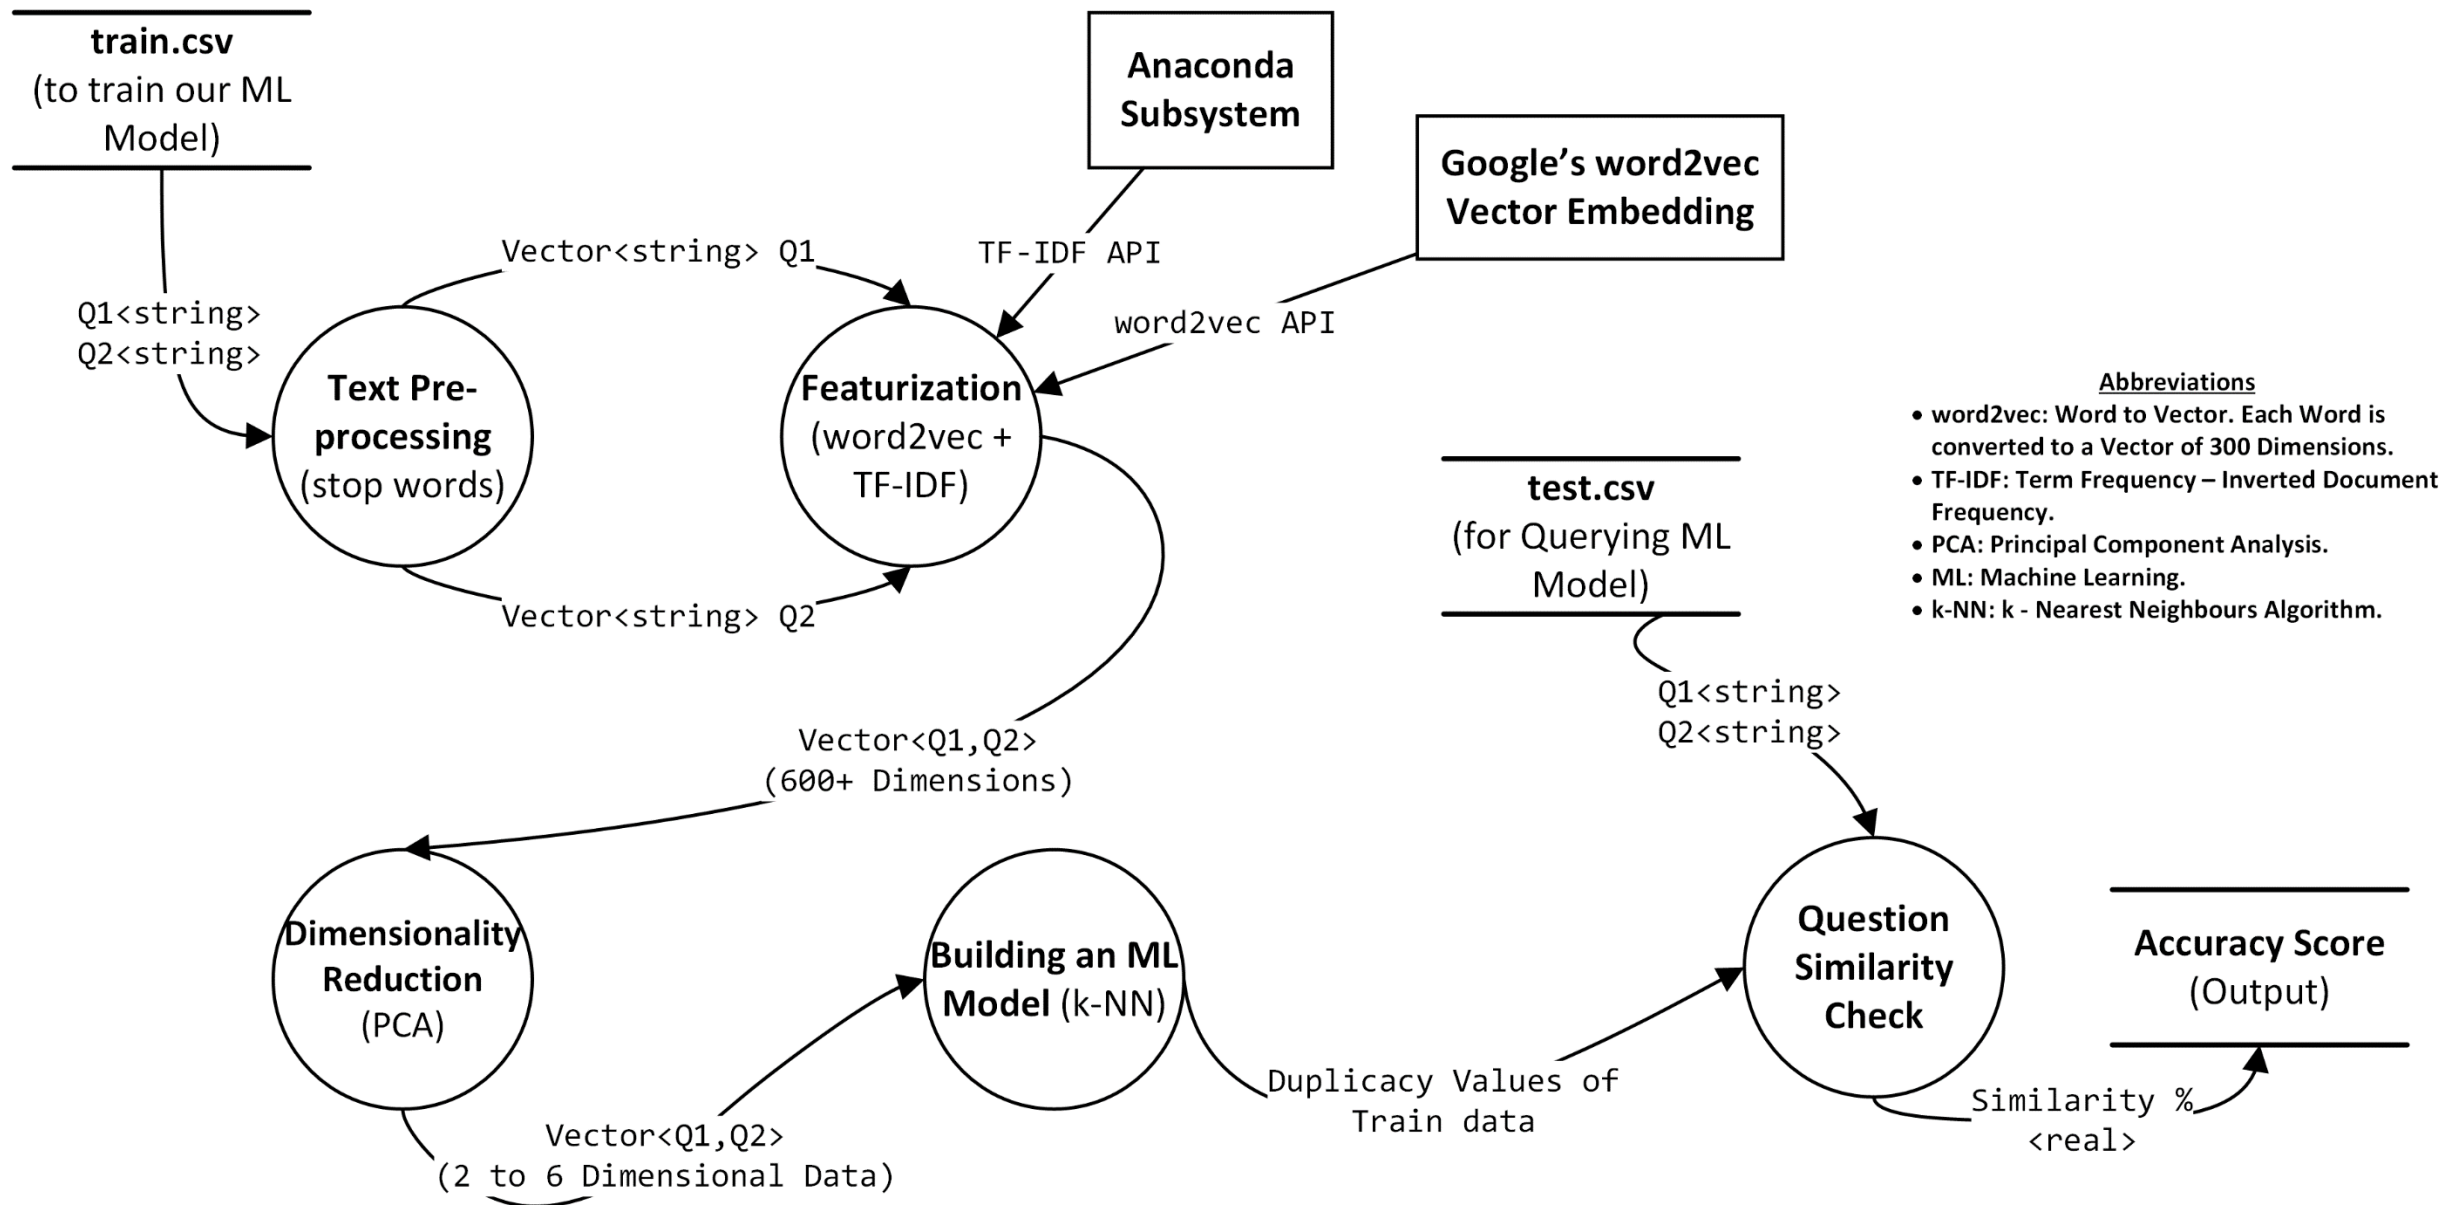 train.csv
(to train our ML
Model)
Anaconda
Subsystem
Google’s word2vec
Vector Embedding
Vector<string> Q1
TF-IDF API
word2vec API
Q1<string>
Q2<string>
Text Pre-
processing
(stop words)
Featurization
(word2vec +
TF-IDF)
Vector<string> Q2
Abbreviations
• word2vec: Word to Vector. Each Word is
converted to a Vector of 300 Dimensions.
• TF-IDF: Term Frequency – Inverted Document
Frequency.
• PCA: Principal Component Analysis.
• ML: Machine Learning.
• k-NN: k - Nearest Neighbours Algorithm.
test.csv
(for Querying ML
Model)
Q1<string>
Q2<string>
Vector<Q1,Q2>
(600+ Dimensions)
Dimensionality
Reduction
(PCA)
Vector<Q1,Q2>
(2 to 6 Dimensional Data)
Building an ML
Model (k-NN)
Duplicacy Values of
Train data
Question
Similarity
Check
Similarity %
<real>
Accuracy Score
(Output)